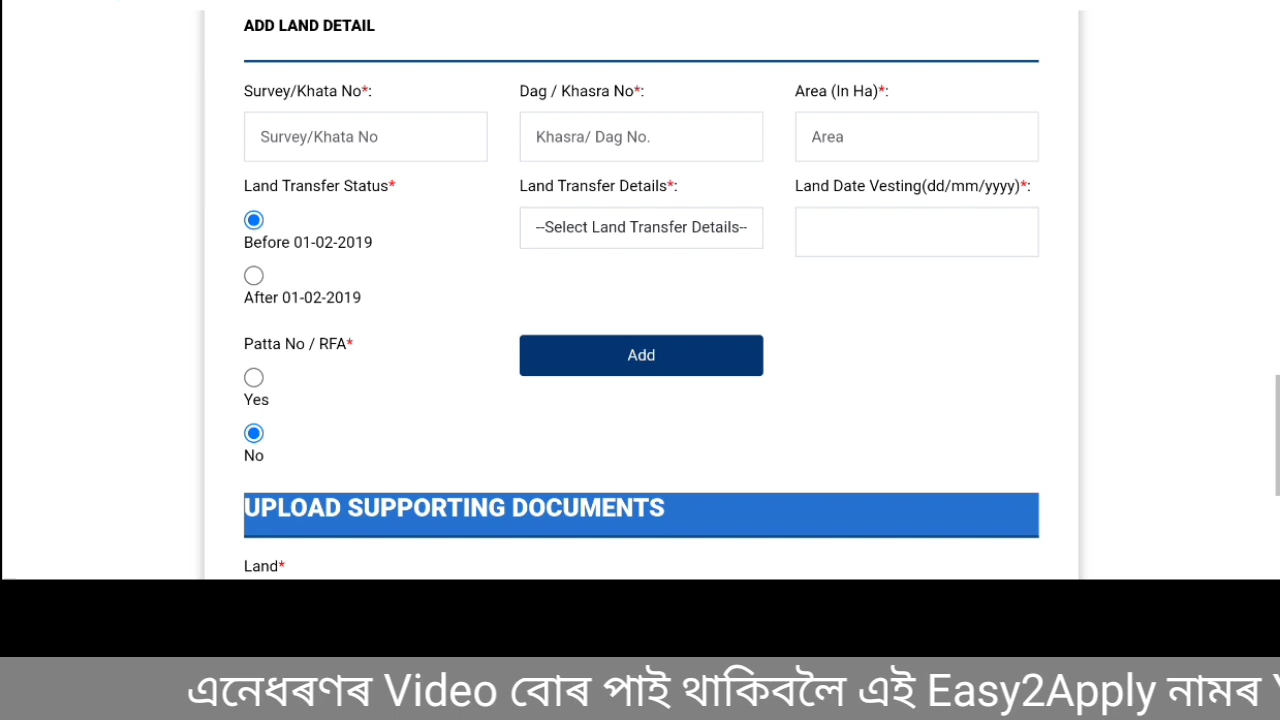 ADD LAND DETAIL
Survey/Khata No*: Dag / Khasra No*: Area (In Ha)*:
Survey/Khata No Khasra/ Dag No. Area
Land Transfer Status* Land Transfer Details*: Land Date Vesting(dd/mm/yyyy)*:
--Select Land Transfer Details--
Before 01-02-2019
After 01-02-2019
Patta No / RFA*
Add
Yes
No
UPLOAD SUPPORTING DOCUMENTS
Land*
এনেধৰণৰ Video বোৰ পাই থাকিবলৈ এই Easy2Apply নামৰ